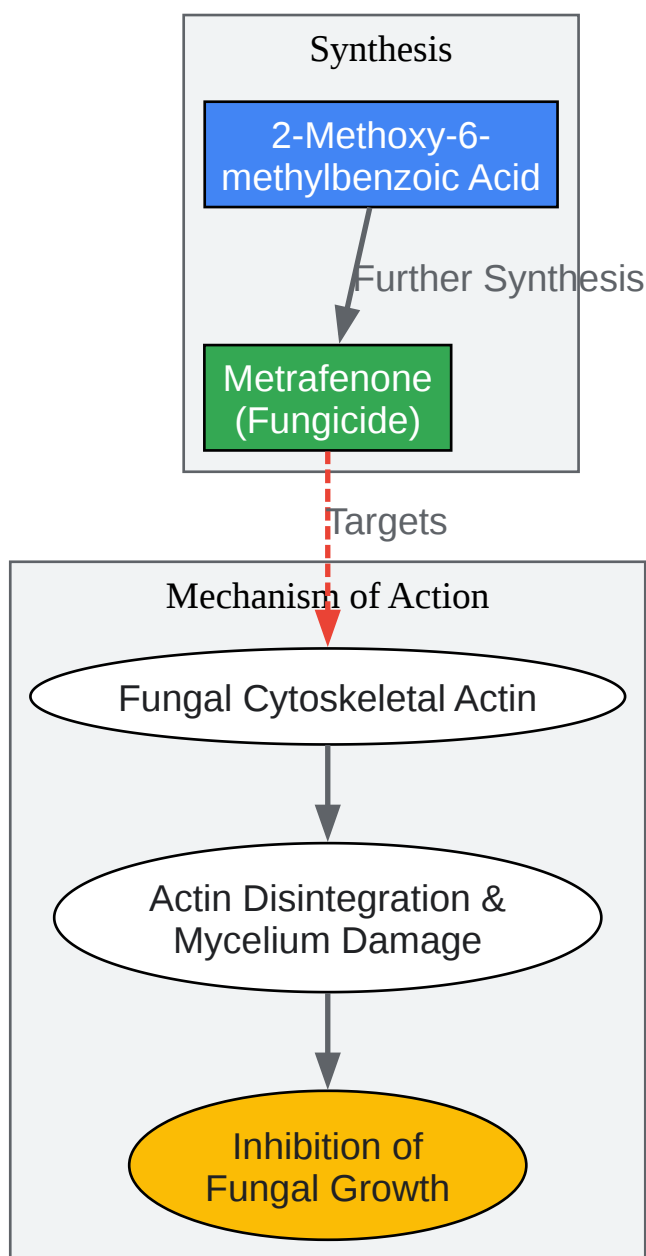 Synthesis
2-Methoxy-6-
methylbenzoic Acid
Further Synthesis
Metrafenone
(Fungicide)
Targets
Mechanism of Action
Fungal Cytoskeletal Actin
Actin Disintegration &
Mycelium Damage
Inhibition of
Fungal Growth